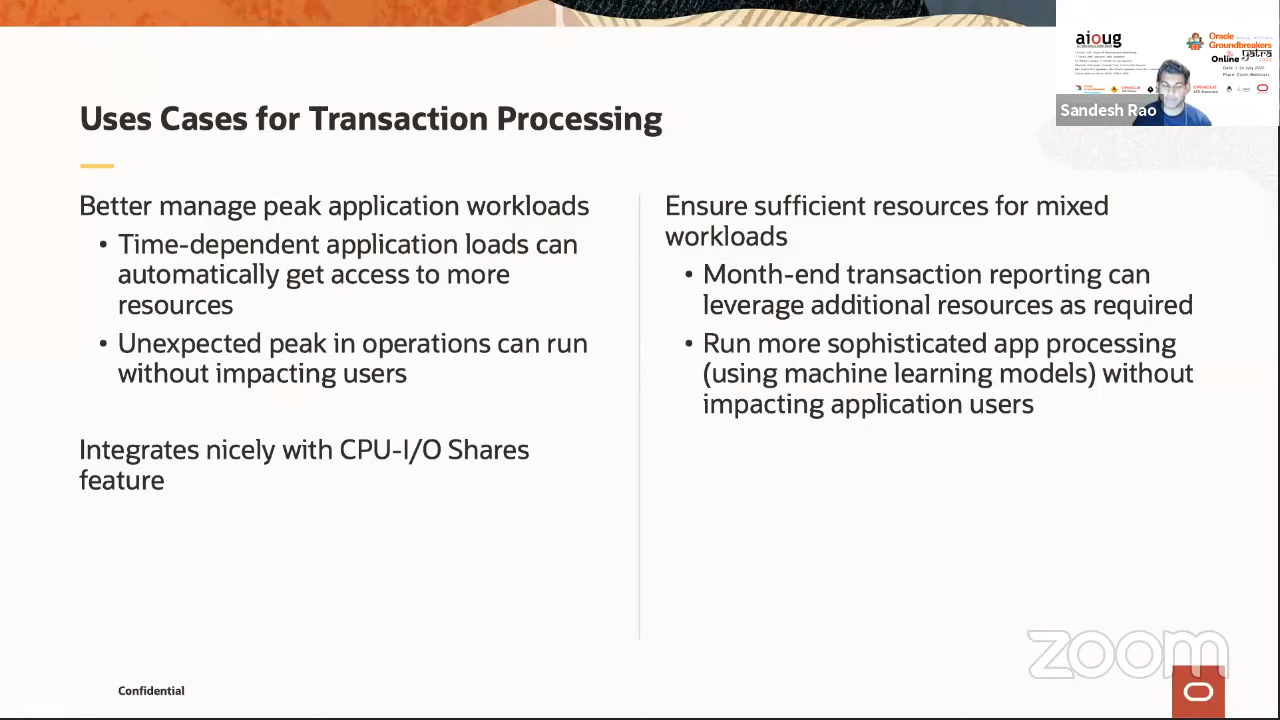 Uses Cases for Transaction Processing
Better manage peak application workloads
• Time-dependent application loads can
automatically get access to more
resources
• Unexpected peak in operations can run
without impacting users
Integrates nicely with CPU-I/O Shares
feature
Ensure sufficient resources for mixed
workloads
• Month-end transaction reporting can
leverage additional resources as required
• Run more sophisticated app processing
(using machine learning models) without
impacting application users
Confidential
zoom
aioug
Oracle
Groundbreakers
Online yatra
Sandesh Rao